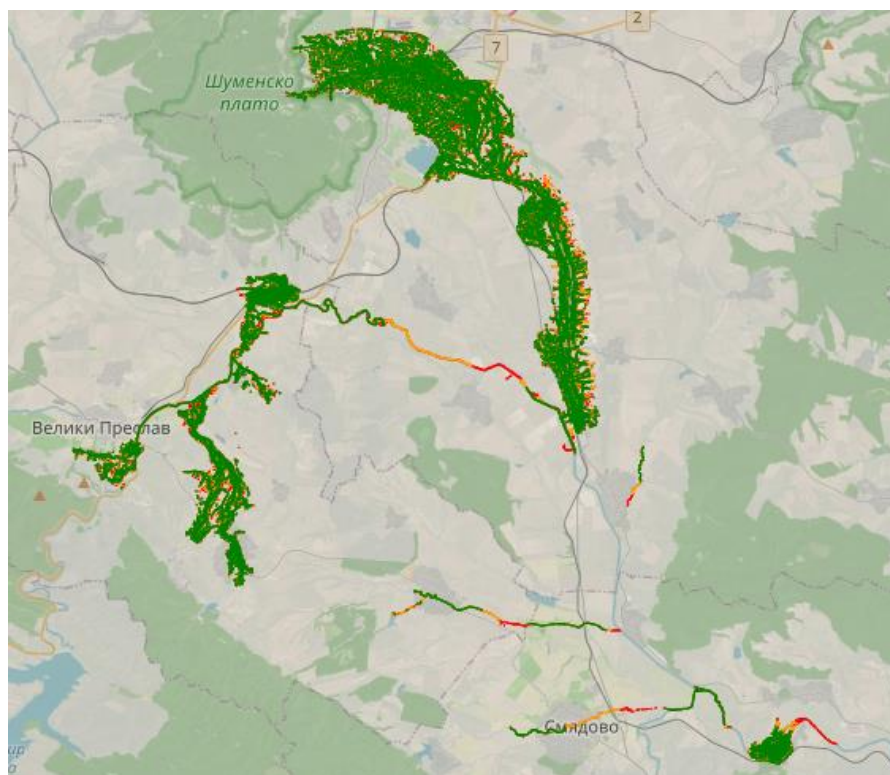 2
7
Шуменско
плато
Велики Преслав
Смядово